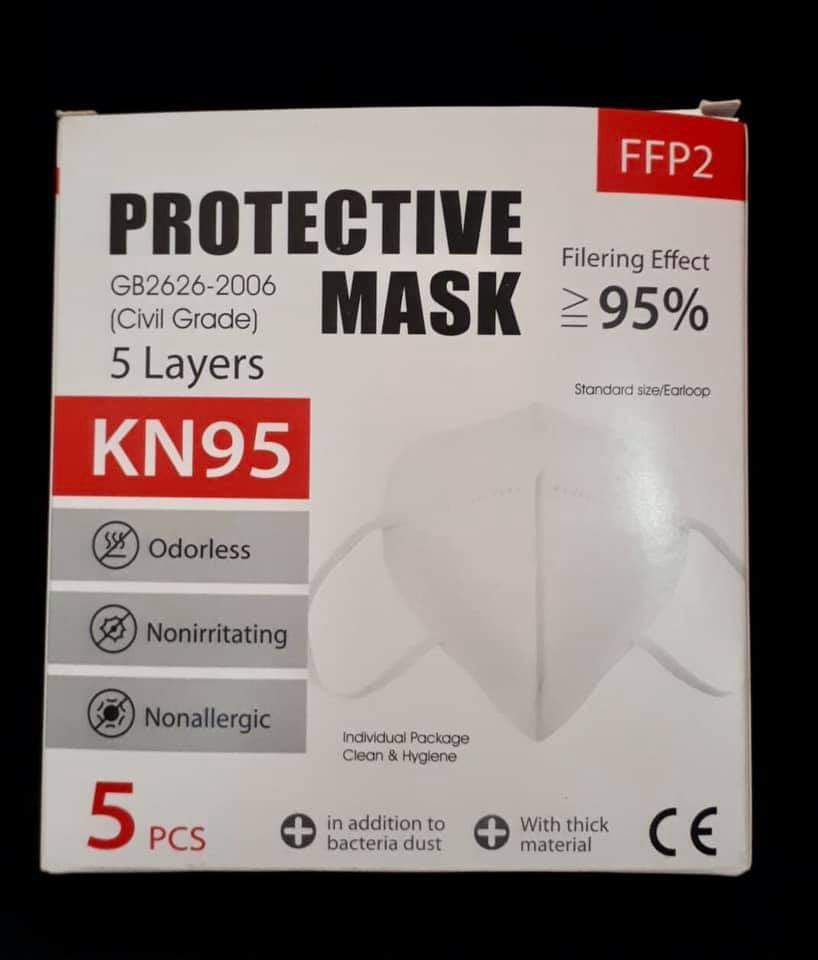 FFP2
PROTECTIVE
MASK
GB2626-2006
(Civil Grade)
5 Layers
Filering Effect
≧95%
Standard size/Earloop
KN95
Odorless
Nonirritating
Nonallergic
Individual Package
Clean & Hygiene
5 PCS
in addition to
bacteria dust
With thick
material
CE